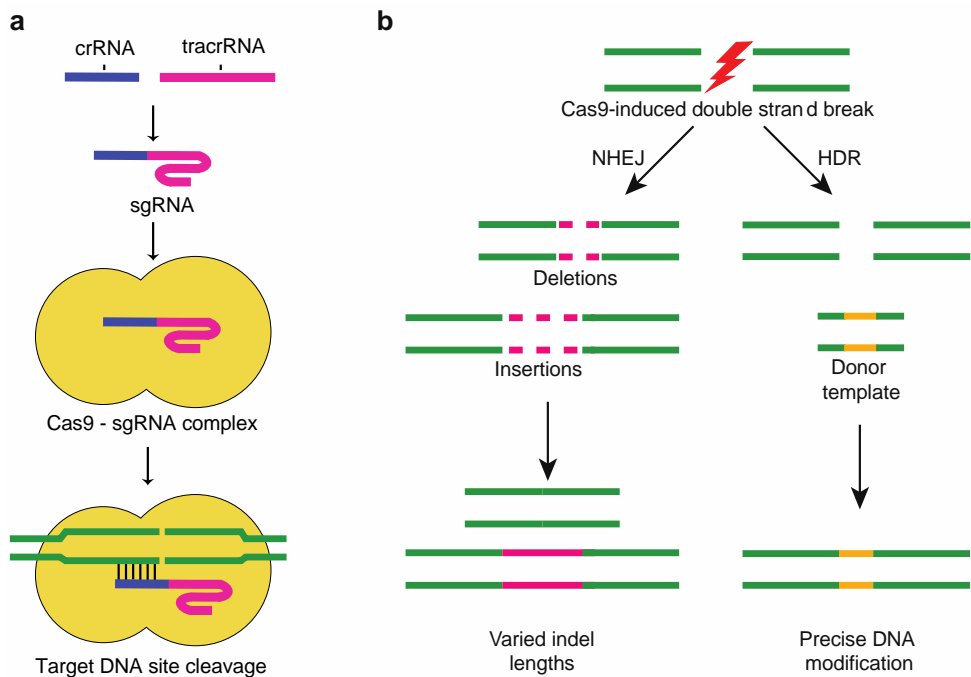 a
crRNA
tracrRNA
sgRNA
Cas9 - sgRNA complex
Target DNA site cleavage
b
Cas9-induced double strand break
NHEJ
HDR
Deletions
Insertions
Donor
template
Varied indel
lengths
Precise DNA
modification